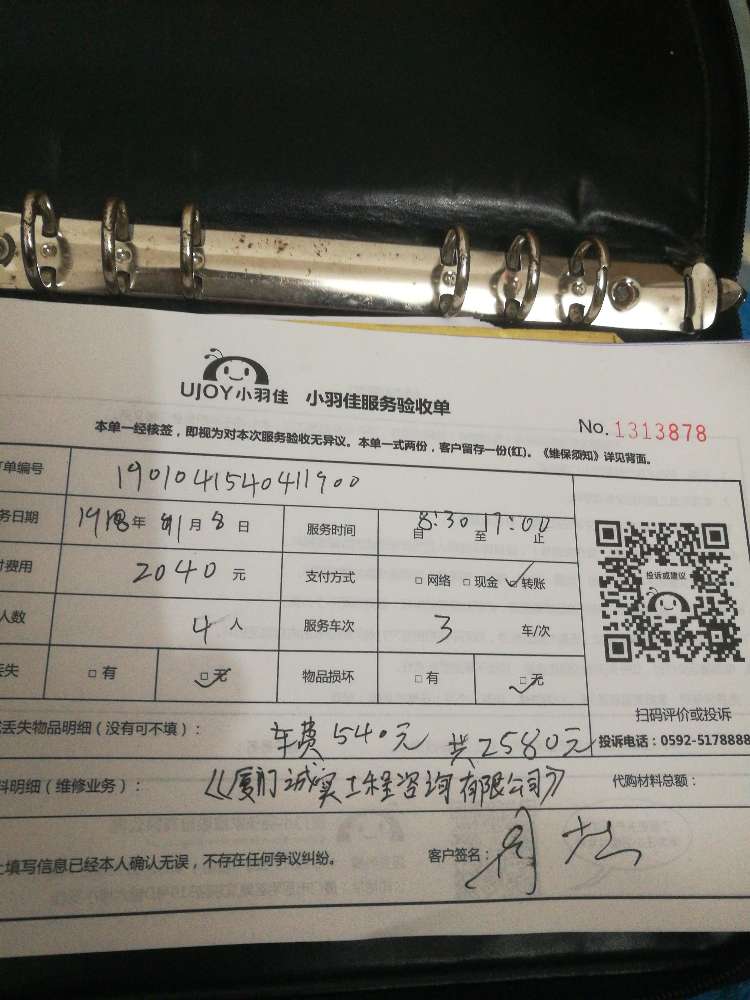 UJOY小羽佳 小羽佳服务验收单
No. 1313878
本单一经核签，即视为对本次服务验收无异议。本单一式两份，客户留存一份(红)。《维保须知》详见背面。
单编号 1901041540411900
务日期 年 月 8 日 服务时间 自 8:30 至 17:00 止
费用 2040 元 支付方式 □ 网络 □ 现金 □ 转账
人数 4 人 服务车次 3 车/次
丢失 □ 有 □ 无 物品损坏 □ 有 □ 无
投诉或建议
扫码评价或投诉
投诉电话：0592-5178888
丢失物品明细（没有可不填）： 车费540元 共2580元
料明细（维修业务）： 《厦门诚实工程咨询有限公司》 代购材料总额：
上填写信息已经本人确认无误，不存在任何争议纠纷。 客户签名：